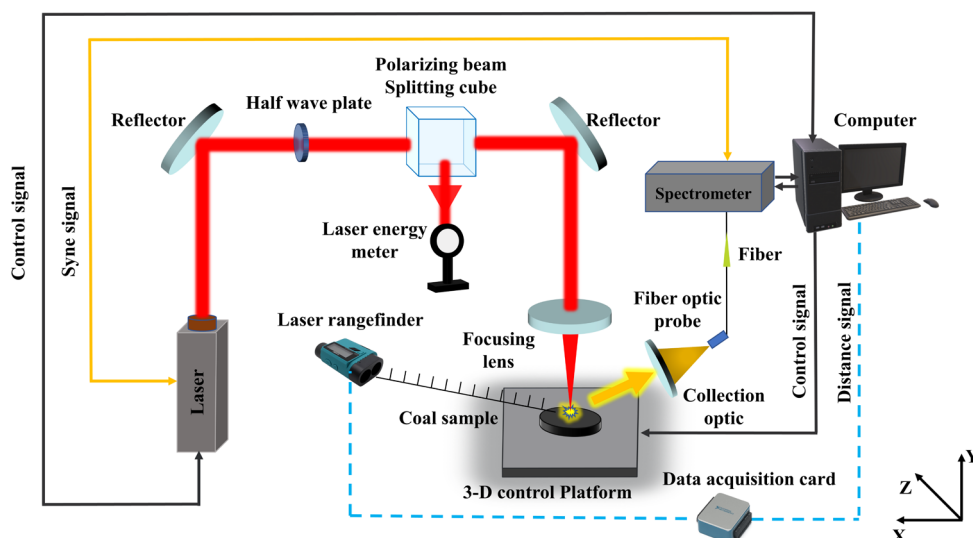 Polarizing beam
Splitting cube
Half wave plate
Reflector
Reflector
Computer
Control signal
Syne signal
Spectrometer
Laser energy
meter
Fiber
Fiber optic
probe
Laser rangefinder
Focusing
lens
Control signal
Distance signal
Laser
Coal sample
Collection
optic
3-D control Platform
Data acquisition card
Y
Z
X